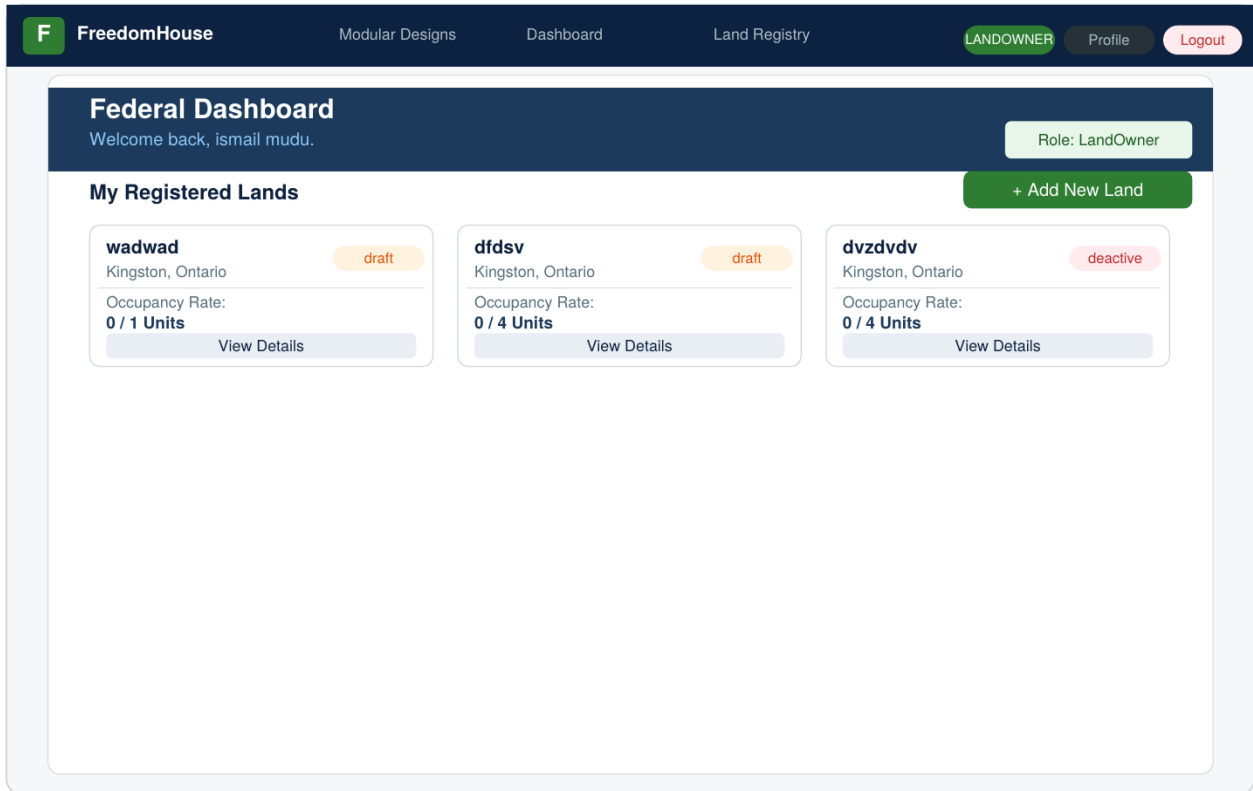 F FreedomHouse Modular Designs Dashboard Land Registry LANDOWNER Profile Logout
Federal Dashboard
Welcome back, ismail mudu.
Role: LandOwner
My Registered Lands
+ Add New Land
wadwad
draft
Kingston, Ontario
Occupancy Rate:
0 / 1 Units
View Details
dfdsv
draft
Kingston, Ontario
Occupancy Rate:
0 / 4 Units
View Details
dvzdvdv
deactive
Kingston, Ontario
Occupancy Rate:
0 / 4 Units
View Details